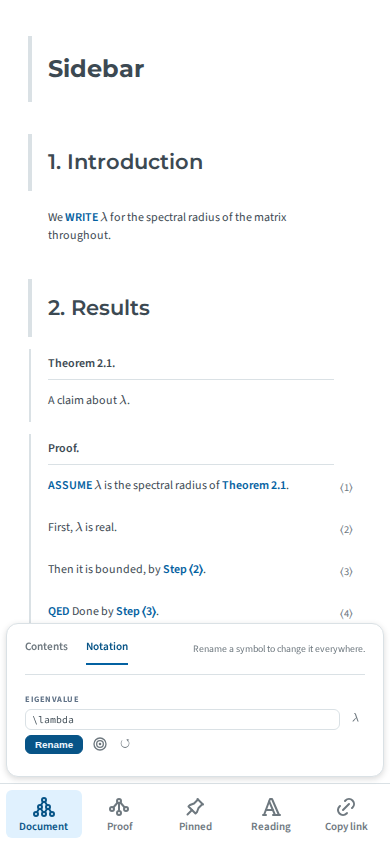 Sidebar
1. Introduction
We WRITE λ for the spectral radius of the matrix
throughout.
2. Results
Theorem 2.1.
A claim about λ.
Proof.
ASSUME λ is the spectral radius of Theorem 2.1.
⟨1⟩
First, λ is real.
⟨2⟩
Then it is bounded, by Step ⟨2⟩.
⟨3⟩
QED Done by Step ⟨3⟩.
⟨4⟩
Contents
Notation
Rename a symbol to change it everywhere.
EIGENVALUE
\lambda
λ
Rename
Document
Proof
Pinned
Reading
Copy link